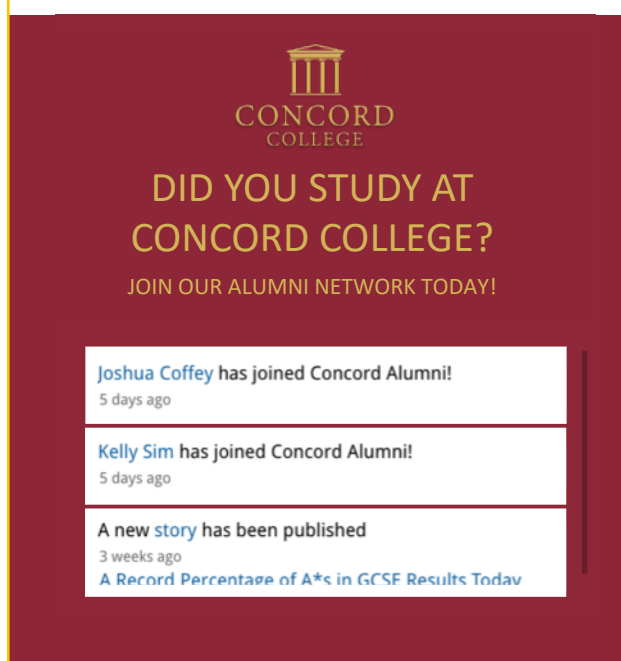 CONCORD
COLLEGE
DID YOU STUDY AT
CONCORD COLLEGE?
JOIN OUR ALUMNI NETWORK TODAY!
Joshua Coffey has joined Concord Alumni!
5 days ago
Kelly Sim has joined Concord Alumni!
5 days ago
A new story has been published
3 weeks ago
A Record Percentage of A*s in GCSE Results Today